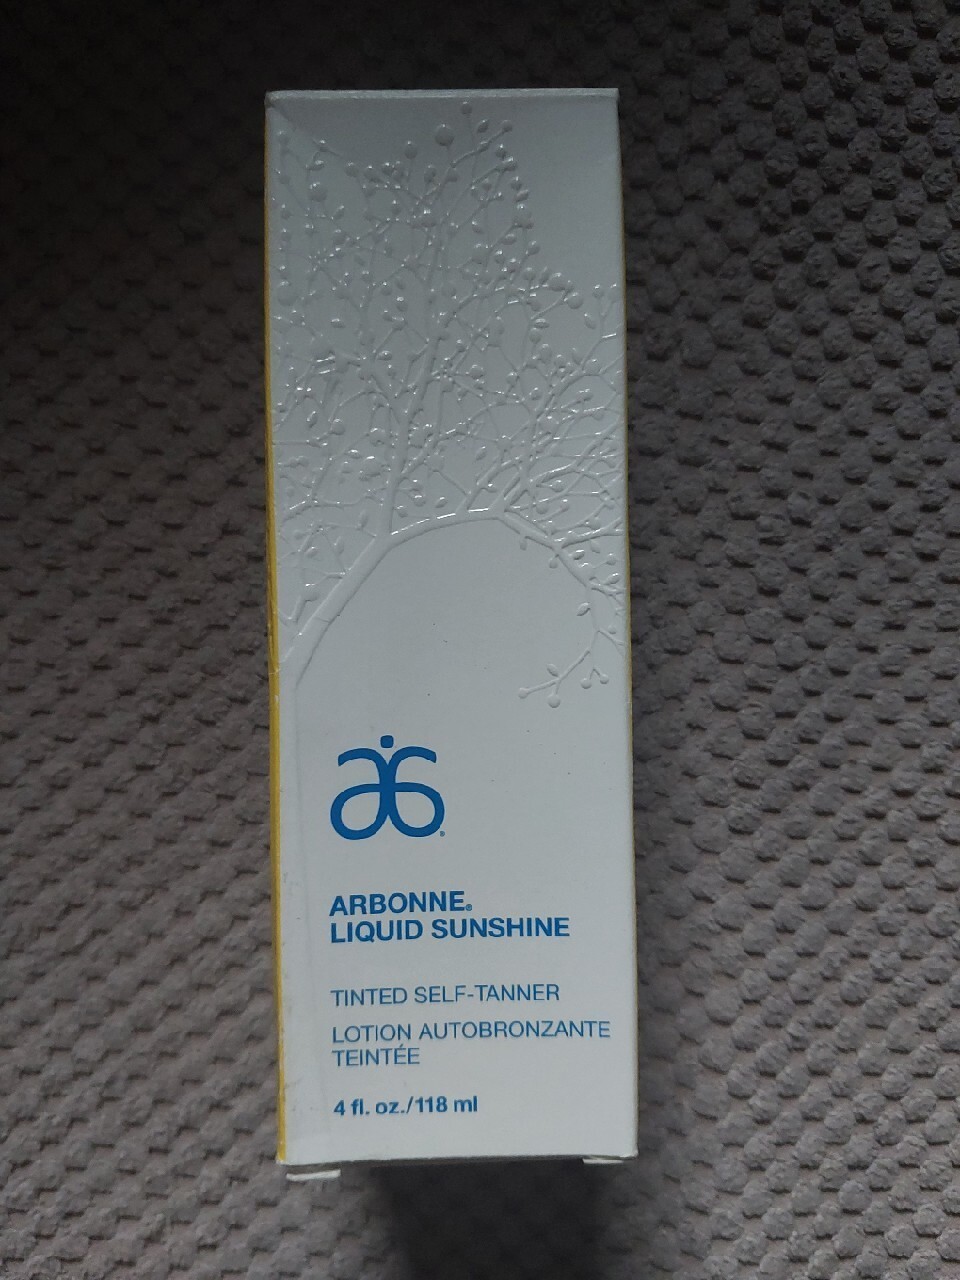 ARBONNE®
LIQUID SUNSHINE
TINTED SELF-TANNER
LOTION AUTOBRONZANTE
TEINTÉE
4 fl. oz./118 ml